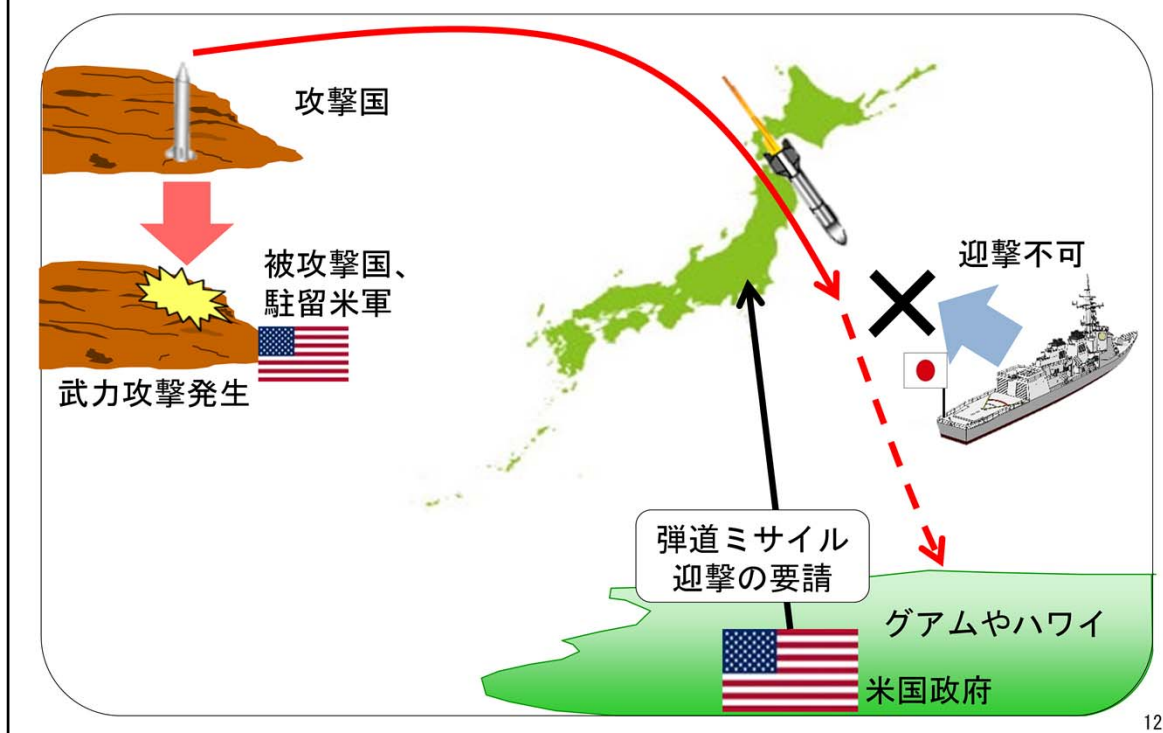 攻撃国
被攻撃国、
駐留米軍
武力攻撃発生
迎撃不可
弾道ミサイル
迎撃の要請
グアムやハワイ
米国政府
12